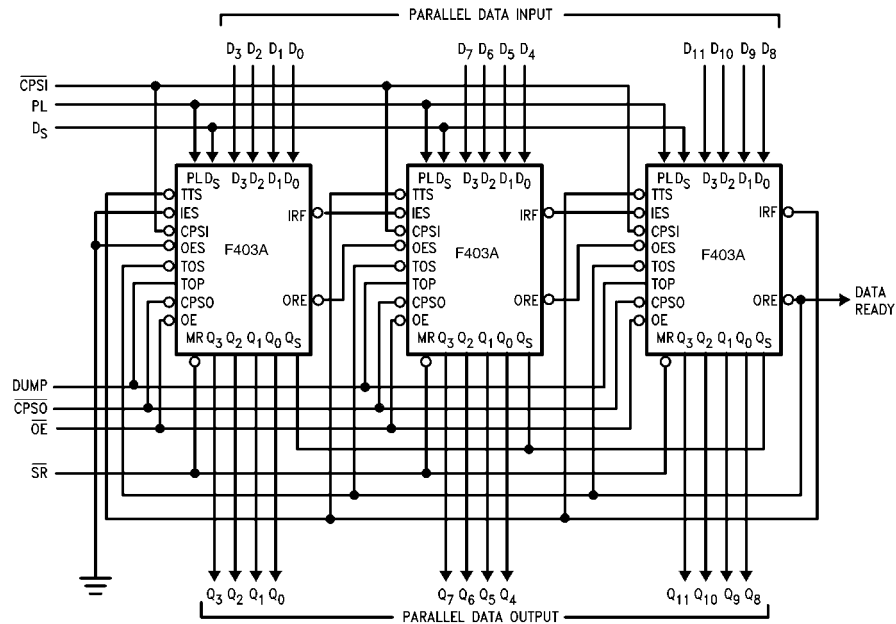 PARALLEL DATA INPUT
D3 D2 D1 D0 D7 D6 D5 D4 D11 D10 D9 D8
CPSI
PL
DS
PL DS D3 D2 D1 D0 PL DS D3 D2 D1 D0 PL DS D3 D2 D1 D0
TTS TTS TTS
IES IRF IES IRF IES IRF
CPSI CPSI CPSI
OES F403A OES F403A OES F403A
TOS TOS TOS
TOP TOP TOP
CPSO ORE CPSO ORE CPSO ORE DATA
READY
OE OE OE
MR Q3 Q2 Q1 Q0 QS MR Q3 Q2 Q1 Q0 QS MR Q3 Q2 Q1 Q0 QS
DUMP
CPSO
OE
SR
Q3 Q2 Q1 Q0 Q7 Q6 Q5 Q4 Q11 Q10 Q9 Q8
PARALLEL DATA OUTPUT